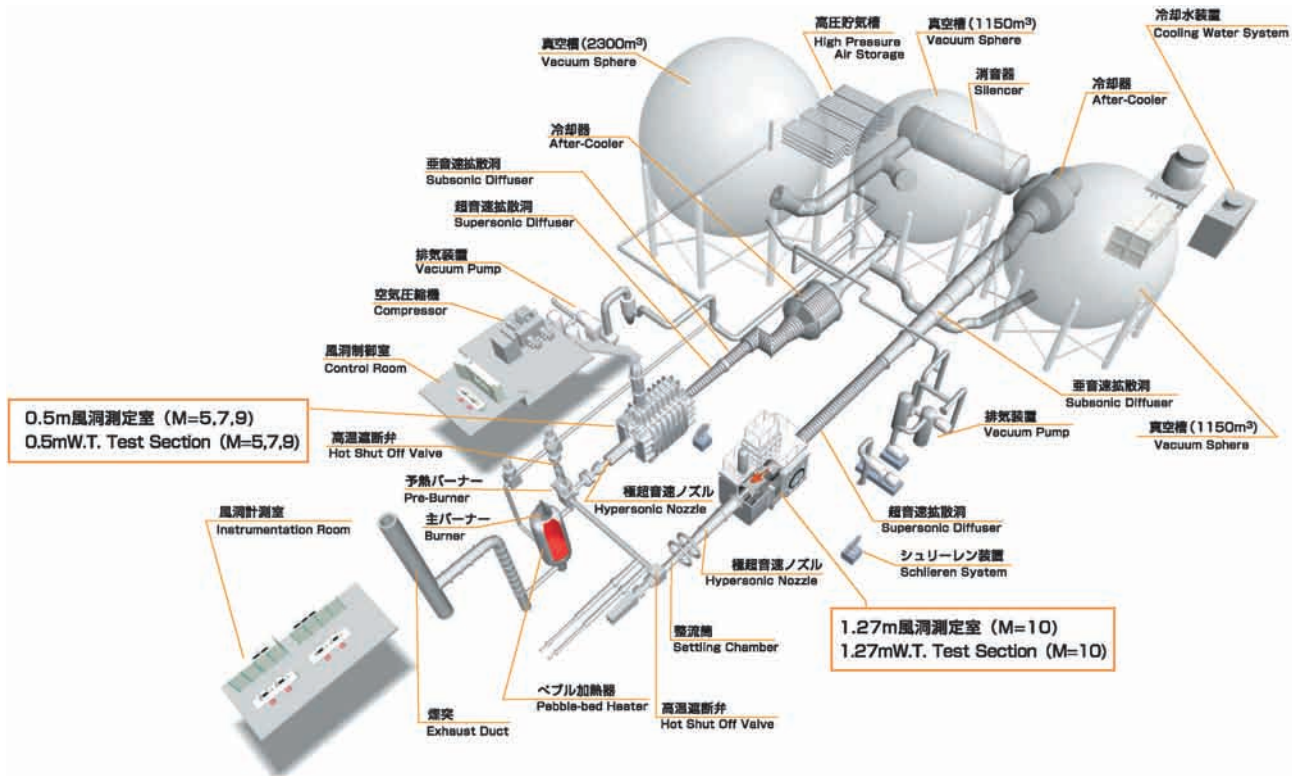 真空槽(2300m³)
Vacuum Sphere
高圧貯気槽
High Pressure
Air Storage
真空槽(1150m³)
Vacuum Sphere
消音器
Silencer
冷却水装置
Cooling Water System
冷却器
After-Cooler
冷却器
After-Cooler
亜音速拡散洞
Subsonic Diffuser
超音速拡散洞
Supersonic Diffuser
排気装置
Vacuum Pump
空気圧縮機
Compressor
風洞制御室
Control Room
0.5m風洞測定室 (M=5,7,9)
0.5mW.T. Test Section (M=5,7,9)
高温遮断弁
Hot Shut Off Valve
予熱バーナー
Pre-Burner
主バーナー
Burner
風洞計測室
Instrumentation Room
極超音速ノズル
Hypersonic Nozzle
極超音速ノズル
Hypersonic Nozzle
亜音速拡散洞
Subsonic Diffuser
排気装置
Vacuum Pump
真空槽(1150m³)
Vacuum Sphere
超音速拡散洞
Supersonic Diffuser
シュリーレン装置
Schlieren System
1.27m風洞測定室 (M=10)
1.27mW.T. Test Section (M=10)
整流筒
Settling Chamber
ペブル加熱器
Pebble-bed Heater
高温遮断弁
Hot Shut Off Valve
煙突
Exhaust Duct